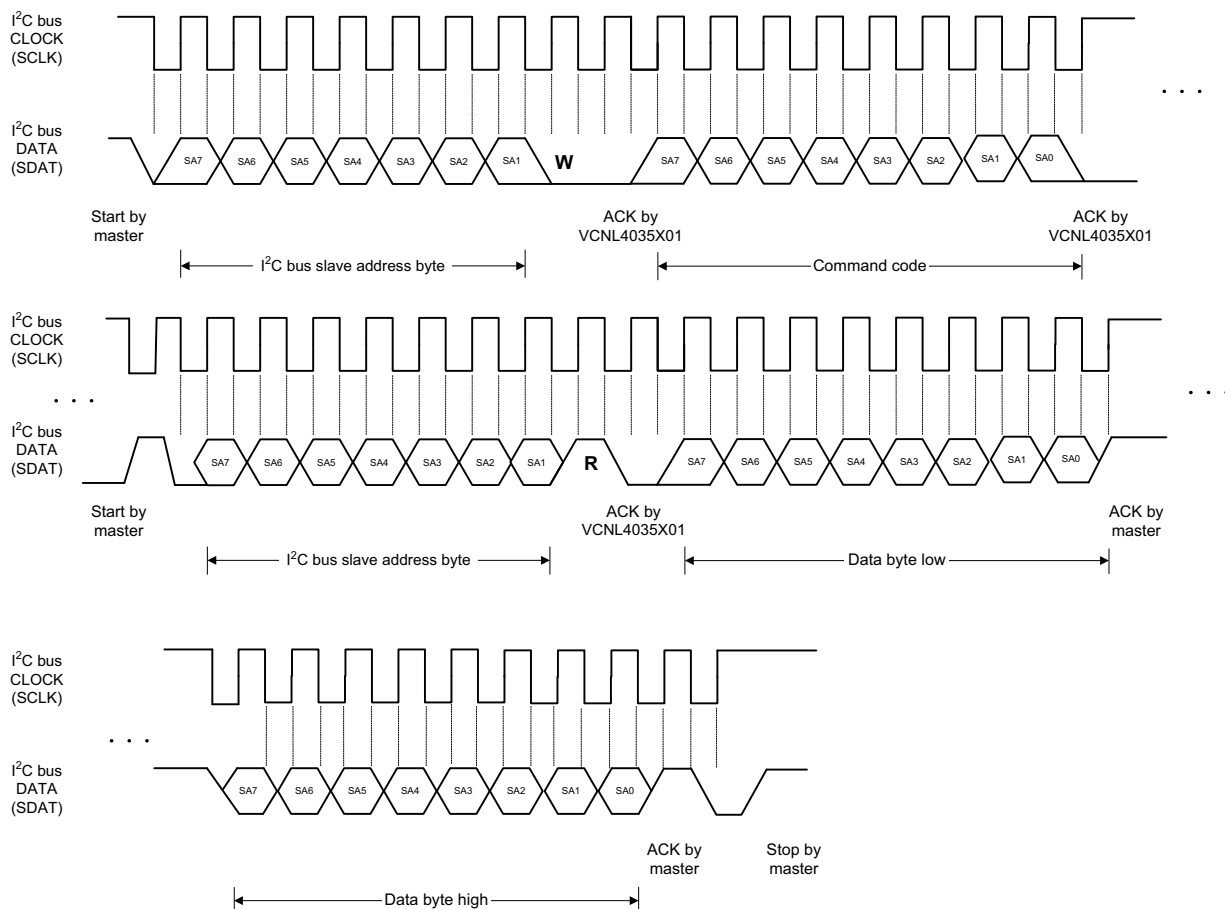 I²C bus
CLOCK
(SCLK)
. . .
I²C bus
DATA
(SDAT)
SA7 SA6 SA5 SA4 SA3 SA2 SA1 W SA7 SA6 SA5 SA4 SA3 SA2 SA1 SA0
Start by
master
ACK by
VCNL4035X01
ACK by
VCNL4035X01
I²C bus slave address byte
Command code
I²C bus
CLOCK
(SCLK)
. . .
. . .
I²C bus
DATA
(SDAT)
SA7 SA6 SA5 SA4 SA3 SA2 SA1 R SA7 SA6 SA5 SA4 SA3 SA2 SA1 SA0
Start by
master
ACK by
VCNL4035X01
ACK by
master
I²C bus slave address byte
Data byte low
I²C bus
CLOCK
(SCLK)
. . .
I²C bus
DATA
(SDAT)
SA7 SA6 SA5 SA4 SA3 SA2 SA1 SA0
ACK by
master
Stop by
master
Data byte high